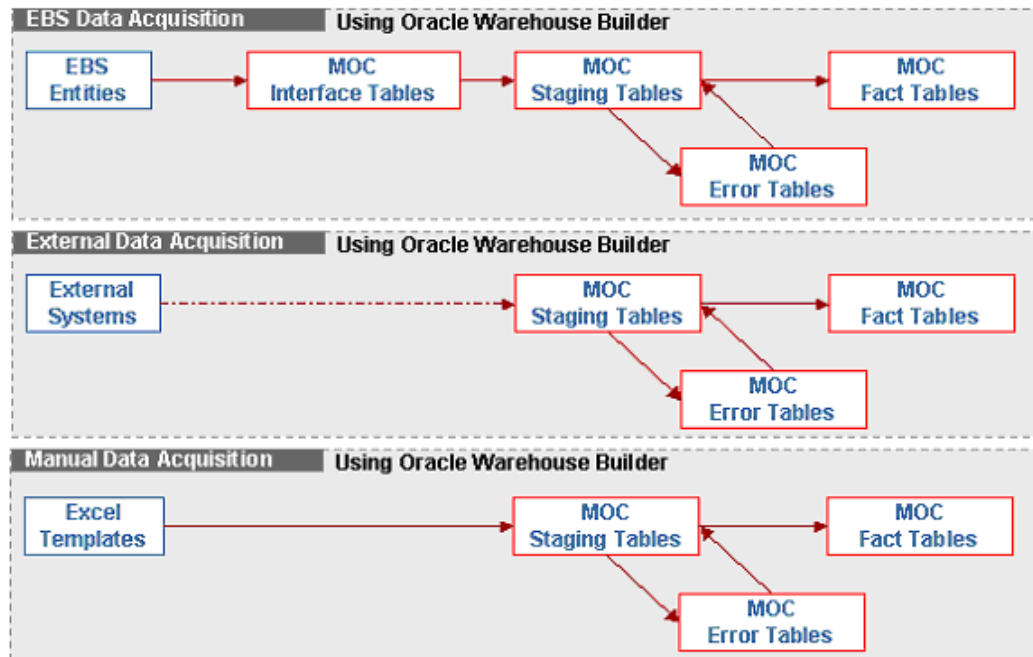 EBS Data Acquisition
Using Oracle Warehouse Builder
EBS
Entities
MOC
Interface Tables
MOC
Staging Tables
MOC
Fact Tables
MOC
Error Tables
External Data Acquisition
Using Oracle Warehouse Builder
External
Systems
MOC
Staging Tables
MOC
Fact Tables
MOC
Error Tables
Manual Data Acquisition
Using Oracle Warehouse Builder
Excel
Templates
MOC
Staging Tables
MOC
Fact Tables
MOC
Error Tables